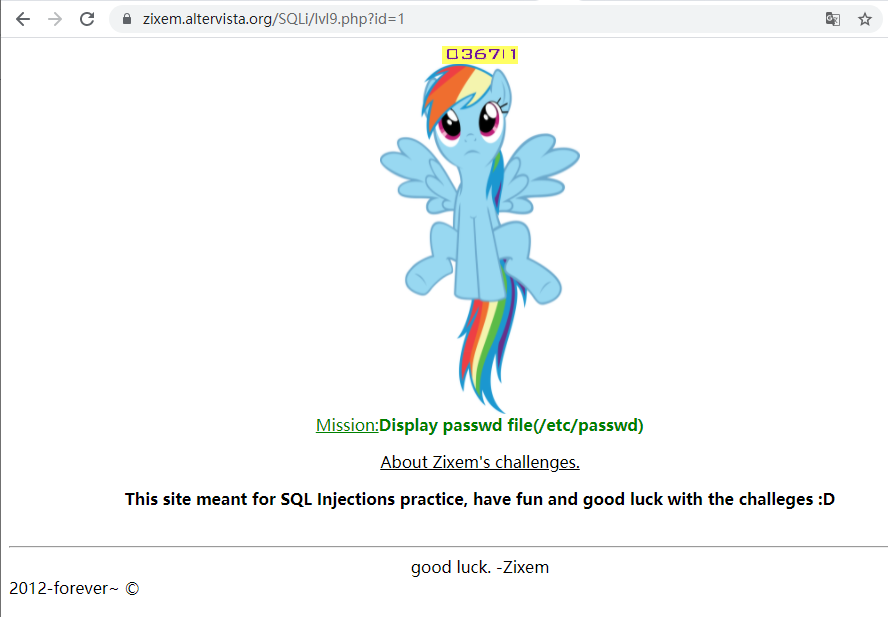 zixem.altervista.org/SQLi/lvl9.php?id=1
Mission:Display passwd file(/etc/passwd)
About Zixem's challenges.
This site meant for SQL Injections practice, have fun and good luck with the challeges :D
good luck. -Zixem
2012-forever~ ©